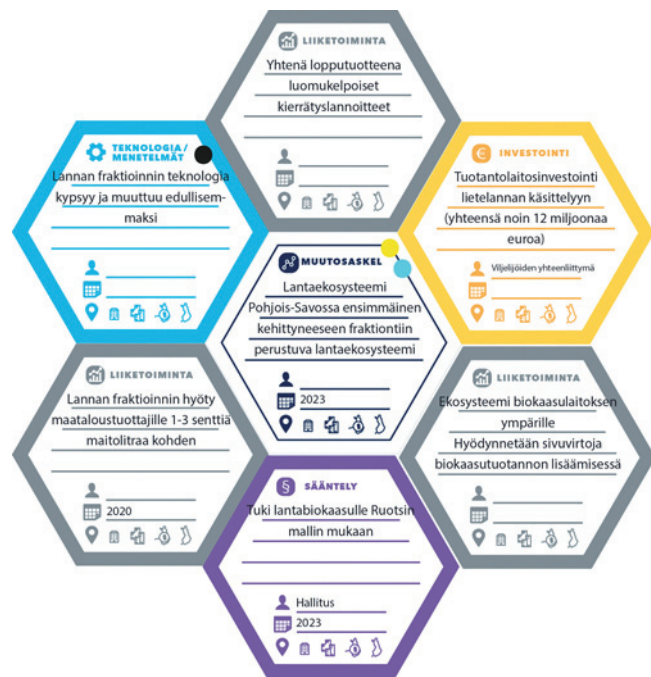 LIIKETOIMINTA
Yhtenä lopputuotteena
luomukelpoiset
kierrätyslannoitteet
TEKNOLOGIA/
MENETELMÄT
Lannan fraktioinnin teknologia
kypsyy ja muuttuu edullisem-
maksi
€ INVESTOINTI
Tuotantolaitosinvestointi
lietelannan käsittelyyn
(yhteensä noin 12 miljoonaa
euroa)
Viljelijöiden yhteenliittymä
MUUTOSASKEL
Lantaekosysteemi
Pohjois-Savossa ensimmäinen
kehittyneeseen fraktiontiin
perustuva lantaekosysteemi
2023
LIIKETOIMINTA
Lannan fraktioinnin hyöty
maataloustuottajille 1-3 senttiä
maitolitraa kohden
2020
LIIKETOIMINTA
Ekosysteemi biokaasulaitoksen
ympärille
Hyödynnetään sivuvirtoja
biokaasutuotannon lisäämisessä
§ SÄÄNTELY
Tuki lantabiokaasulle Ruotsin
mallin mukaan
Hallitus
2023